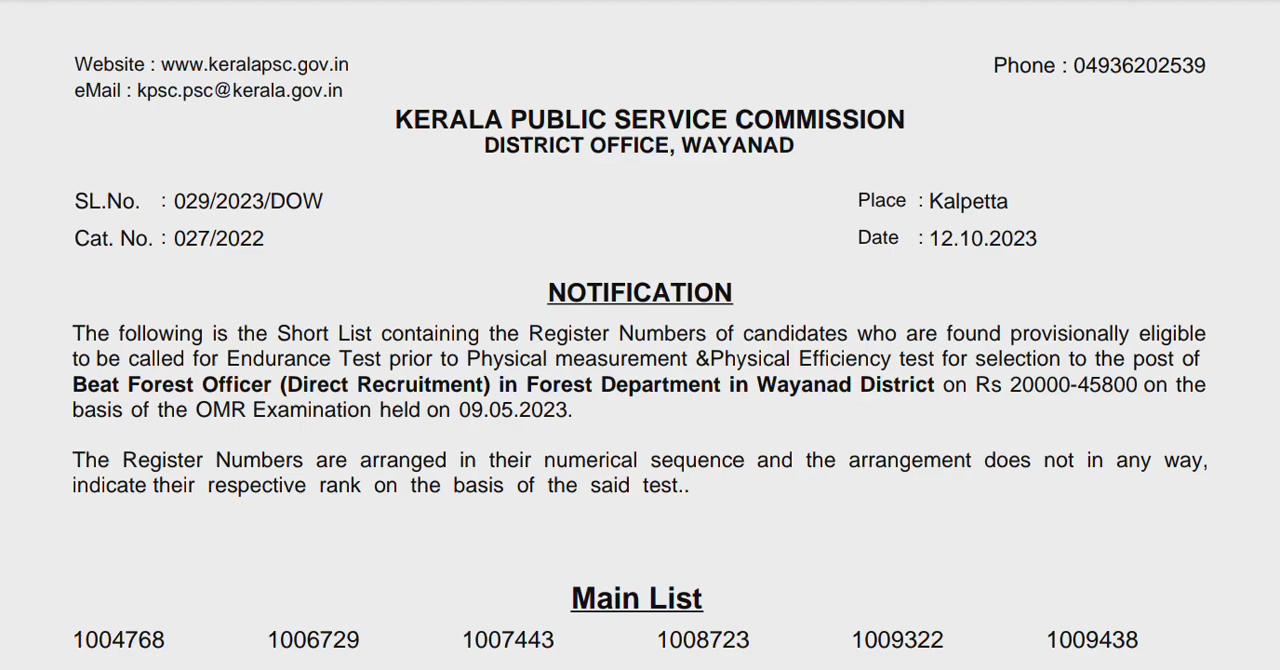 Website : www.keralapsc.gov.in
Phone : 04936202539
eMail : kpsc.psc@kerala.gov.in
KERALA PUBLIC SERVICE COMMISSION
DISTRICT OFFICE, WAYANAD
SL.No. : 029/2023/DOW
Place : Kalpetta
Cat. No. : 027/2022
Date : 12.10.2023
NOTIFICATION
The following is the Short List containing the Register Numbers of candidates who are found provisionally eligible
to be called for Endurance Test prior to Physical measurement &Physical Efficiency test for selection to the post of
Beat Forest Officer (Direct Recruitment) in Forest Department in Wayanad District on Rs 20000-45800 on the
basis of the OMR Examination held on 09.05.2023.
The Register Numbers are arranged in their numerical sequence and the arrangement does not in any way,
indicate their respective rank on the basis of the said test..
Main List
1004768 1006729 1007443 1008723 1009322 1009438